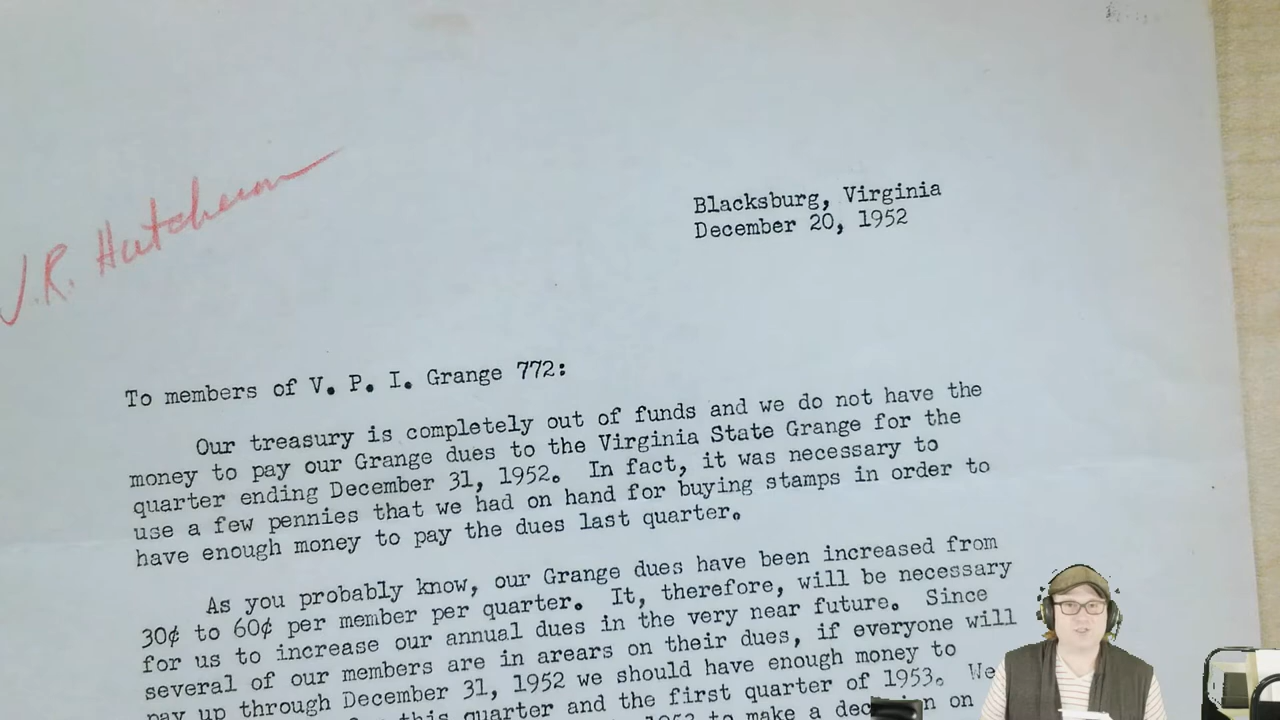 J.R. Hutcheson
Blacksburg, Virginia
December 20, 1952
To members of V. P. I. Grange 772:
Our treasury is completely out of funds and we do not have the
money to pay our Grange dues to the Virginia State Grange for the
quarter ending December 31, 1952. In fact, it was necessary to
use a few pennies that we had on hand for buying stamps in order to
have enough money to pay the dues last quarter.
As you probably know, our Grange dues have been increased from
30¢ to 60¢ per member per quarter. It, therefore, will be necessary
for us to increase our annual dues in the very near future. Since
several of our members are in arears on their dues, if everyone will
pay up through December 31, 1952 we should have enough money to
this quarter and the first quarter of 1953. We
1953 to make a on